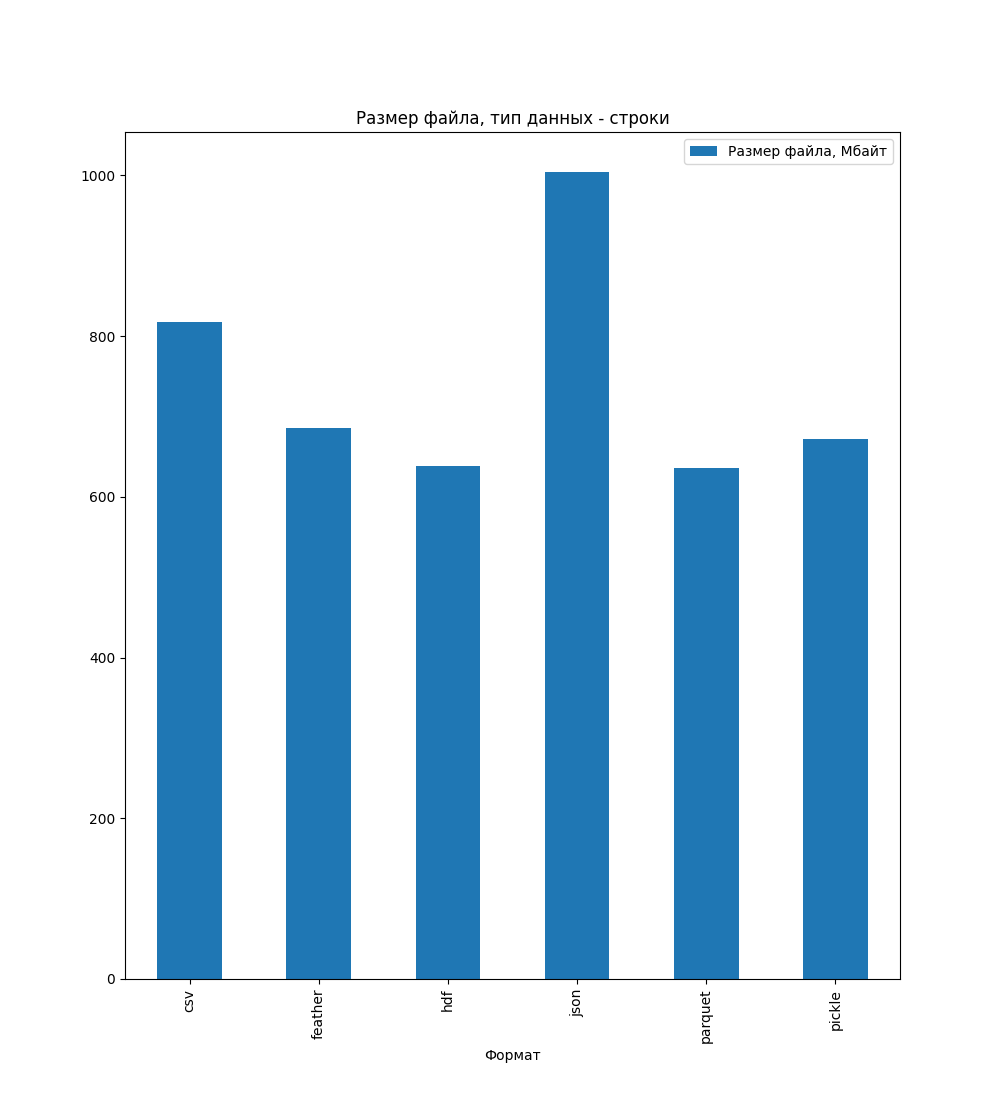 Размер файла, тип данных - строки
Размер файла, Мбайт
1000
800
600
400
200
0
csv
feather
hdf
json
parquet
pickle
Формат